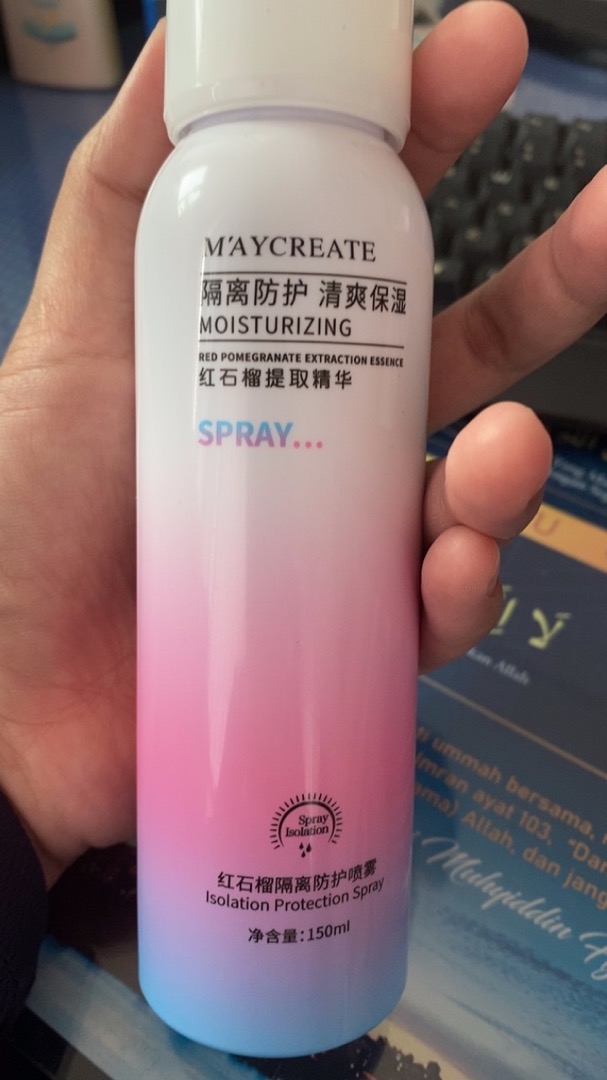 M'AYCREATE
隔离防护 清爽保湿
MOISTURIZING
RED POMEGRANATE EXTRACTION ESSENCE
红石榴提取精华
SPRAY...
Spray
Isolation
红石榴隔离防护喷雾
Isolation Protection Spray
净含量:150ml
Allah
ummah bersama,
Imran ayat 103. "Dan
Allah, dan jang
Muhyiddin